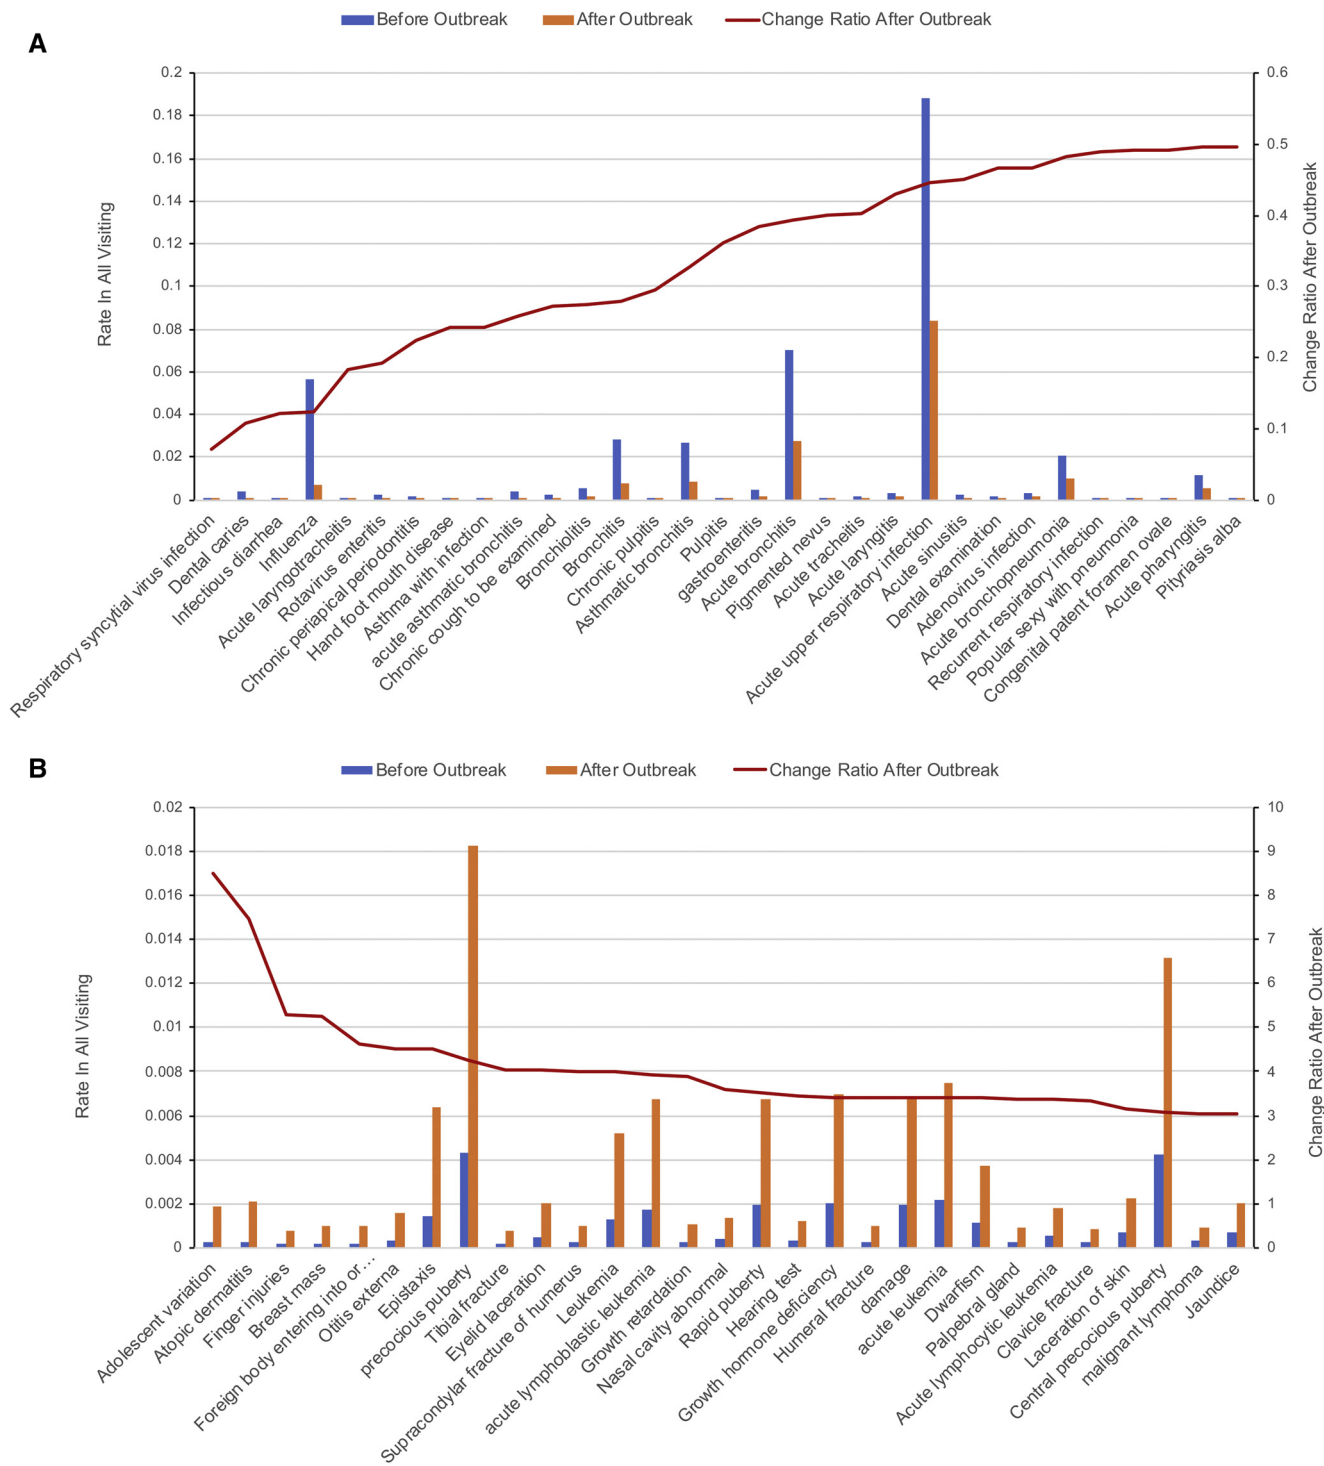 Before Outbreak After Outbreak Change Ratio After Outbreak
A
Rate In All Visiting
0.2
0.18
0.16
0.14
0.12
0.1
0.08
0.06
0.04
0.02
0
0.6
0.5
0.4
0.3
0.2
0.1
0
Change Ratio After Outbreak
Respiratory syncytial virus infection
Dental caries
Infectious diarrhea
Influenza
Acute laryngotracheitis
Rotavirus enteritis
Chronic periapical periodontitis
Hand foot mouth disease
Asthma with infection
acute asthmatic bronchitis
Chronic cough to be examined
Bronchiolitis
Bronchitis
Chronic pulpitis
Asthmatic bronchitis
Pulpitis
gastroenteritis
Acute bronchitis
Pigmented nevus
Acute tracheitis
Acute laryngitis
Acute upper respiratory infection
Acute sinusitis
Dental examination
Adenovirus infection
Acute bronchopneumonia
Recurrent respiratory infection
Popular sexy with pneumonia
Congenital patent foramen ovale
Acute pharyngitis
Pityriasis alba
B
Before Outbreak After Outbreak Change Ratio After Outbreak
Rate In All Visiting
0.02
0.018
0.016
0.014
0.012
0.01
0.008
0.006
0.004
0.002
0
10
9
8
7
6
5
4
3
2
1
0
Change Ratio After Outbreak
Adolescent variation
Atopic dermatitis
Finger injuries
Breast mass
Foreign body entering into or…
Otitis externa
Epistaxis
precocious puberty
Tibial fracture
Eyelid laceration
Supracondylar fracture of humerus
Leukemia
acute lymphoblastic leukemia
Growth retardation
Nasal cavity abnormal
Rapid puberty
Hearing test
Growth hormone deficiency
Humeral fracture
damage
acute leukemia
Dwarfism
Palpebral gland
Acute lymphocytic leukemia
Clavicle fracture
Laceration of skin
Central precocious puberty
malignant lymphoma
Jaundice